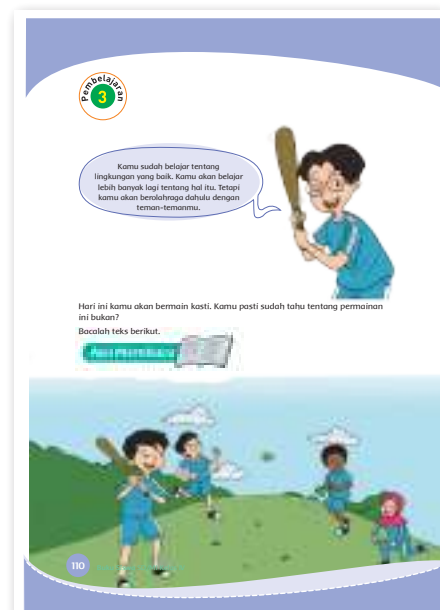 Pembelajaran
3
Kamu sudah belajar tentang
lingkungan yang baik. Kamu akan belajar
lebih banyak lagi tentang hal itu. Tetapi
kamu akan berolahraga dahulu dengan
teman-temanmu.
Hari ini kamu akan bermain kasti. Kamu pasti sudah tahu tentang permainan
ini bukan?
Bacalah teks berikut.
Ayo Membaca
110